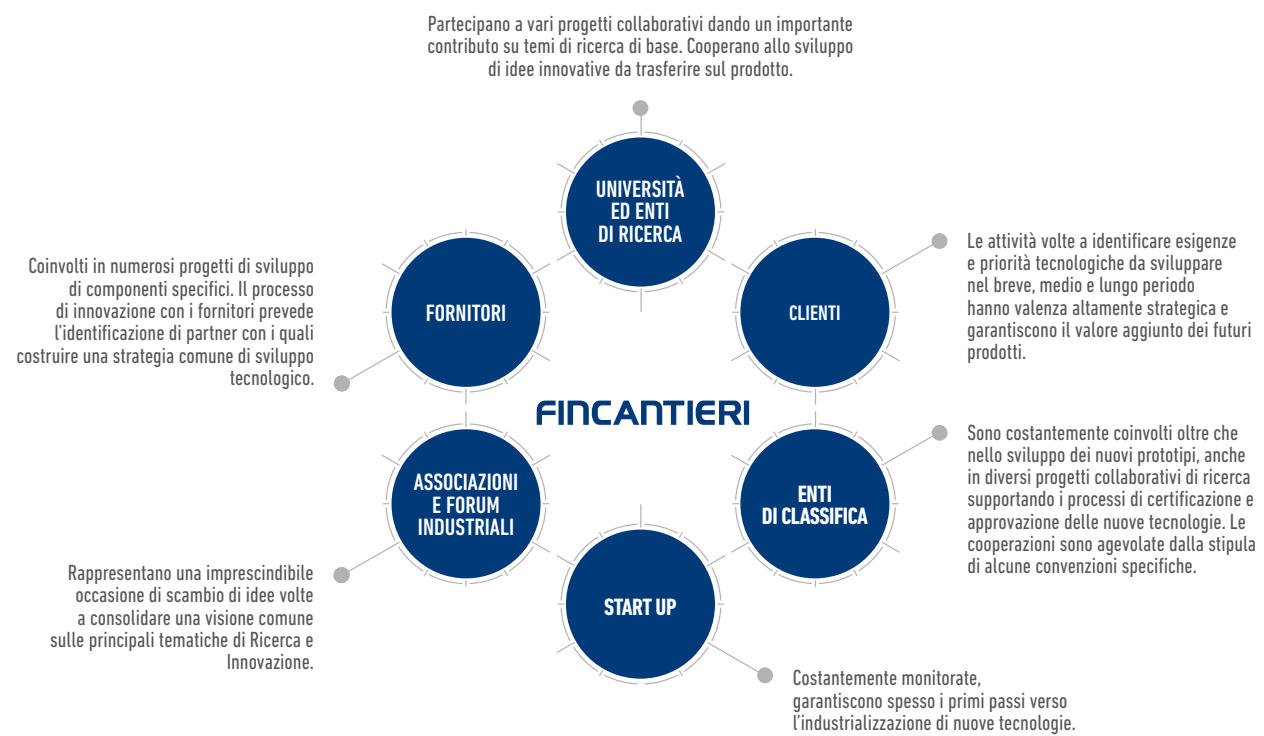 Partecipano a vari progetti collaborativi dando un importante
contributo su temi di ricerca di base. Cooperano allo sviluppo
di idee innovative da trasferire sul prodotto.
UNIVERSITÀ
ED ENTI
DI RICERCA
Coinvolti in numerosi progetti di sviluppo
di componenti specifici. Il processo
di innovazione con i fornitori prevede
l'identificazione di partner con i quali
costruire una strategia comune di sviluppo
tecnologico.
FORNITORI
CLIENTI
Le attività volte a identificare esigenze
e priorità tecnologiche da sviluppare
nel breve, medio e lungo periodo
hanno valenza altamente strategica e
garantiscono il valore aggiunto dei futuri
prodotti.
FINCANTIERI
ASSOCIAZIONI
E FORUM
INDUSTRIALI
ENTI
DI CLASSIFICA
Sono costantemente coinvolti oltre che
nello sviluppo dei nuovi prototipi, anche
in diversi progetti collaborativi di ricerca
supportando i processi di certificazione e
approvazione delle nuove tecnologie. Le
cooperazioni sono agevolate dalla stipula
di alcune convenzioni specifiche.
Rappresentano una imprescindibile
occasione di scambio di idee volte
a consolidare una visione comune
sulle principali tematiche di Ricerca e
Innovazione.
START UP
Costantemente monitorate,
garantiscono spesso i primi passi verso
l'industrializzazione di nuove tecnologie.